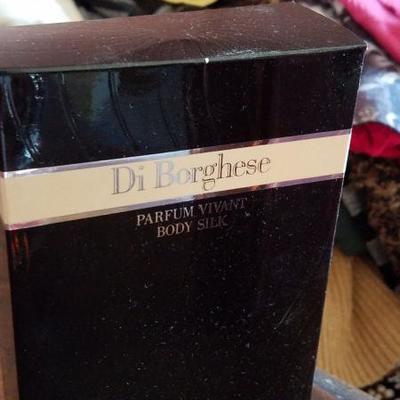 Di Borghese
PARFUM VIVANT
BODY SILK